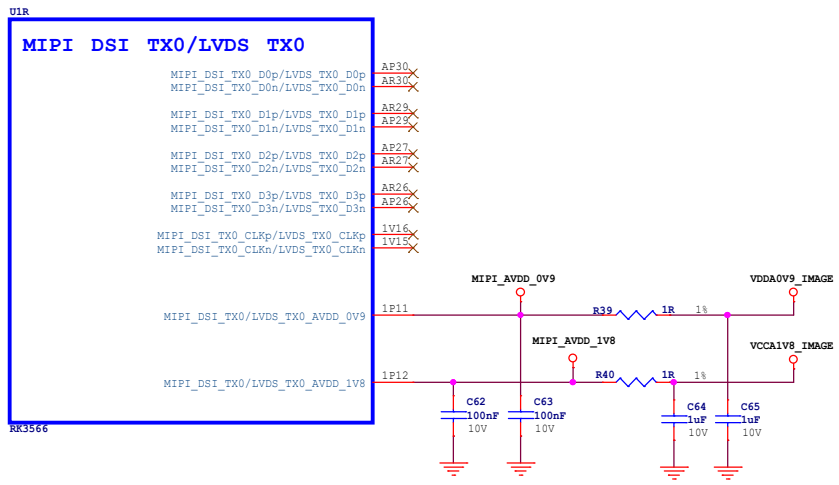 U1R
MIPI DSI TX0/LVDS TX0
MIPI_DSI_TX0_D0p/LVDS_TX0_D0p AP30
MIPI_DSI_TX0_D0n/LVDS_TX0_D0n AR30
MIPI_DSI_TX0_D1p/LVDS_TX0_D1p AR29
MIPI_DSI_TX0_D1n/LVDS_TX0_D1n AP29
MIPI_DSI_TX0_D2p/LVDS_TX0_D2p AP27
MIPI_DSI_TX0_D2n/LVDS_TX0_D2n AR27
MIPI_DSI_TX0_D3p/LVDS_TX0_D3p AR26
MIPI_DSI_TX0_D3n/LVDS_TX0_D3n AP26
MIPI_DSI_TX0_CLKp/LVDS_TX0_CLKp 1V16
MIPI_DSI_TX0_CLKn/LVDS_TX0_CLKn 1V15
MIPI_AVDD_0V9 VDDA0V9_IMAGE
MIPI_DSI_TX0/LVDS_TX0_AVDD_0V9 1P11 R39 1R 1%
MIPI_AVDD_1V8 VCCA1V8_IMAGE
MIPI_DSI_TX0/LVDS_TX0_AVDD_1V8 1P12 R40 1R 1%
C62 C63 C64 C65
100nF 100nF 1uF 1uF
10V 10V 10V 10V
RK3566